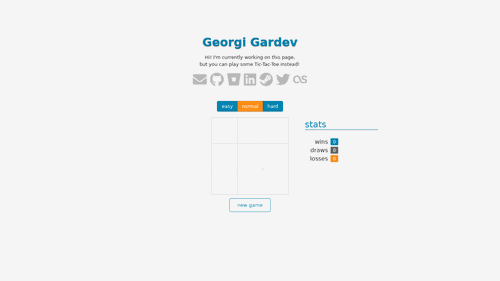 Georgi Gardev
Hi! I'm currently working on this page,
but you can play some Tic-Tac-Toe instead!
OS
easy normal hard
stats
wins 0
draws 0
losses 0
new game